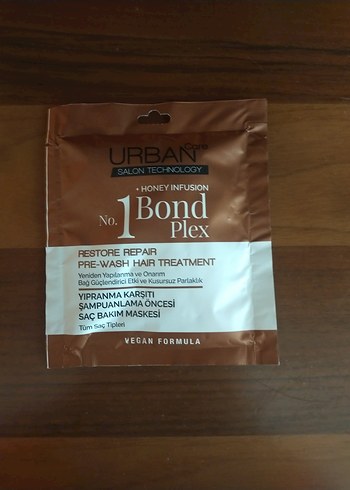 URBAN Care
SALON TECHNOLOGY
+ HONEY INFUSION
No. 1 Bond
Plex
RESTORE REPAIR
PRE-WASH HAIR TREATMENT
Yeniden Yapılanma ve Onarım
Bağ Güçlendirici Etki ve Kusursuz Parlaklık
YIPRANMA KARŞITI
ŞAMPUANLAMA ÖNCESİ
SAÇ BAKIM MASKESİ
Tüm Saç Tipleri
VEGAN FORMULA